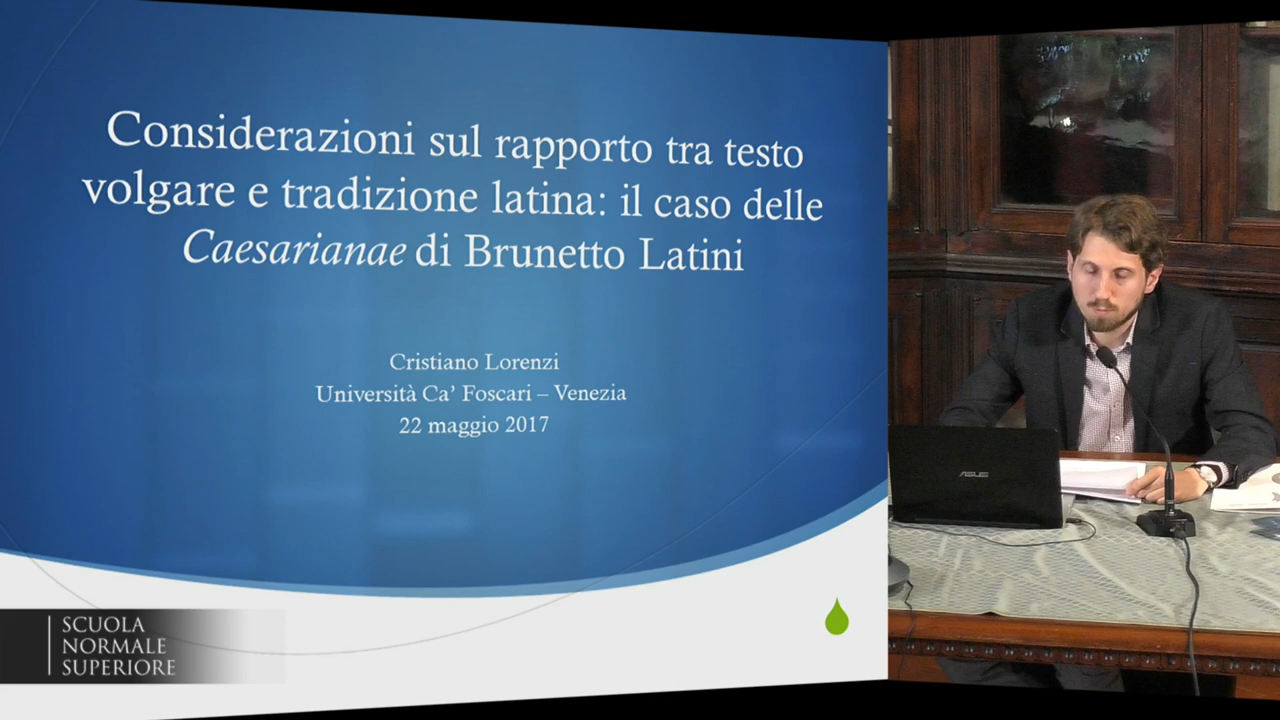 Considerazioni sul rapporto tra testo
volgare e tradizione latina: il caso delle
Caesarianae di Brunetto Latini
Cristiano Lorenzi
Università Ca’ Foscari – Venezia
22 maggio 2017
SCUOLA
NORMALE
SUPERIORE
ASUS